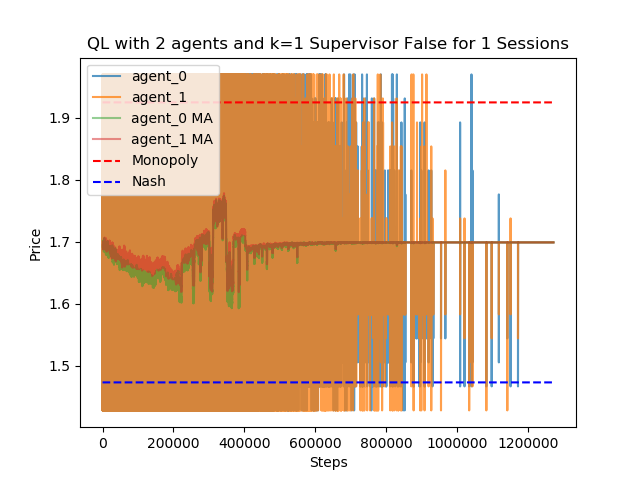 QL with 2 agents and k=1 Supervisor False for 1 Sessions
agent_0
agent_1
agent_0 MA
agent_1 MA
Monopoly
Nash
Price
1.9
1.8
1.7
1.6
1.5
0 200000 400000 600000 800000 1000000 1200000
Steps